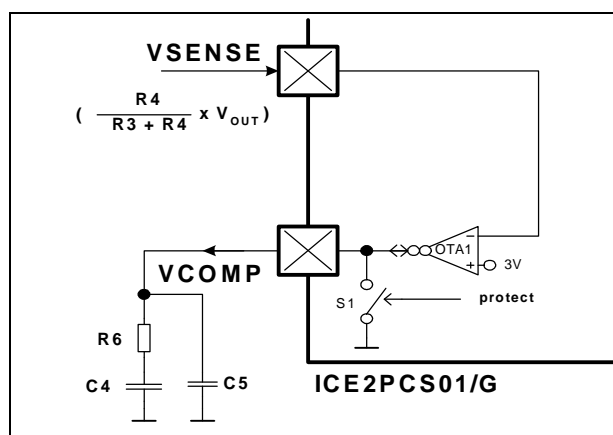 VSENSE
( R4
R3 + R4 x VOUT )
OTA1
3V
VCOMP
S1
protect
R6
C4
C5
ICE2PCS01/G